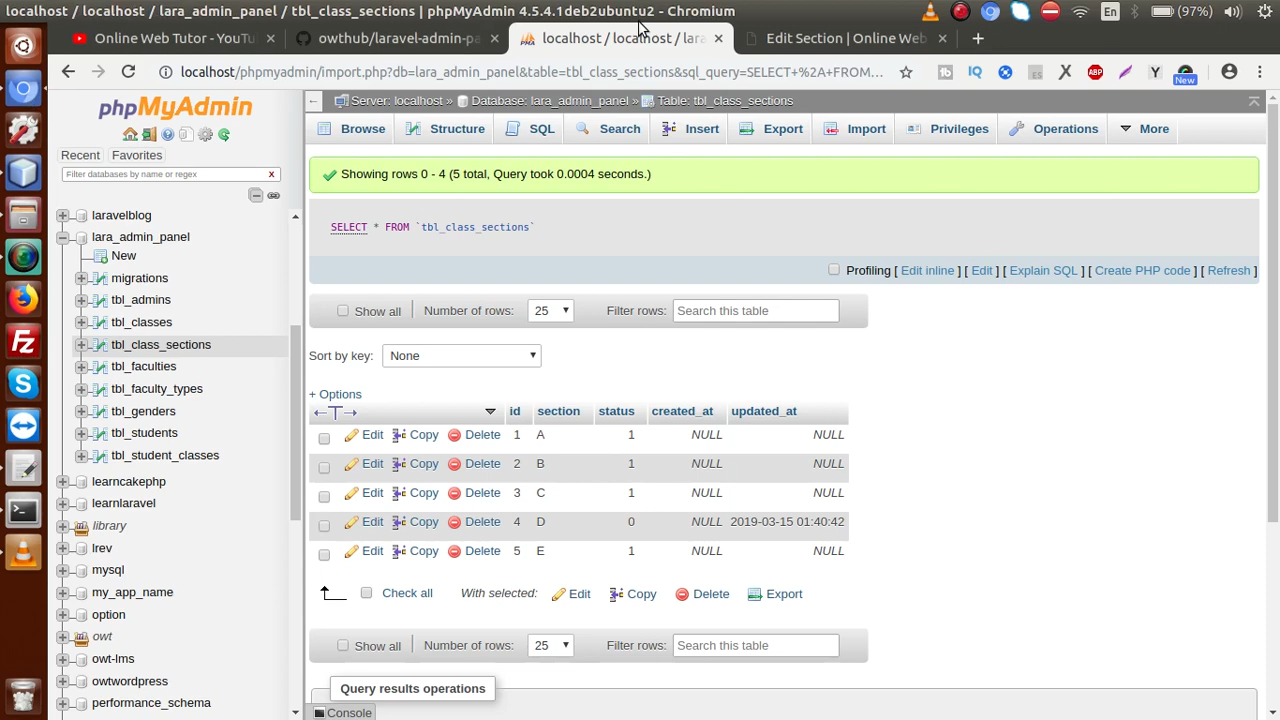 localhost / localhost / lara_admin_panel / tbl_class_sections | phpMyAdmin 4.5.4.1deb2ubuntu2 - Chromium
En
(97%)
Online Web Tutor - YouTu
owthub/laravel-admin-p
localhost / localhost / lara
Edit Section | Online Web
localhost/phpmyadmin/import.php?db=lara_admin_panel&table=tbl_class_sections&sql_query=SELECT+%2A+FROM...
IQ
ABP
New
phpMyAdmin
Recent
Favorites
Filter databases by name or regex
X
laravelblog
lara_admin_panel
New
migrations
tbl_admins
tbl_classes
tbl_class_sections
tbl_faculties
tbl_faculty_types
tbl_genders
tbl_students
tbl_student_classes
learncakephp
learnlaravel
library
lrev
mysql
my_app_name
option
owt
owt-lms
owtwordpress
performance_schema
Server: localhost » Database: lara_admin_panel » Table: tbl_class_sections
Browse
Structure
SQL
Search
Insert
Export
Import
Privileges
Operations
More
Showing rows 0 - 4 (5 total, Query took 0.0004 seconds.)
SELECT * FROM `tbl_class_sections`
Profiling [ Edit inline ] [ Edit ] [ Explain SQL ] [ Create PHP code ] [ Refresh ]
Show all
Number of rows: 25
Filter rows: Search this table
Sort by key: None
+ Options
id section status created_at updated_at
Edit Copy Delete 1 A 1 NULL NULL
Edit Copy Delete 2 B 1 NULL NULL
Edit Copy Delete 3 C 1 NULL NULL
Edit Copy Delete 4 D 0 NULL 2019-03-15 01:40:42
Edit Copy Delete 5 E 1 NULL NULL
Check all With selected: Edit Copy Delete Export
Show all
Number of rows: 25
Filter rows: Search this table
Query results operations
Console